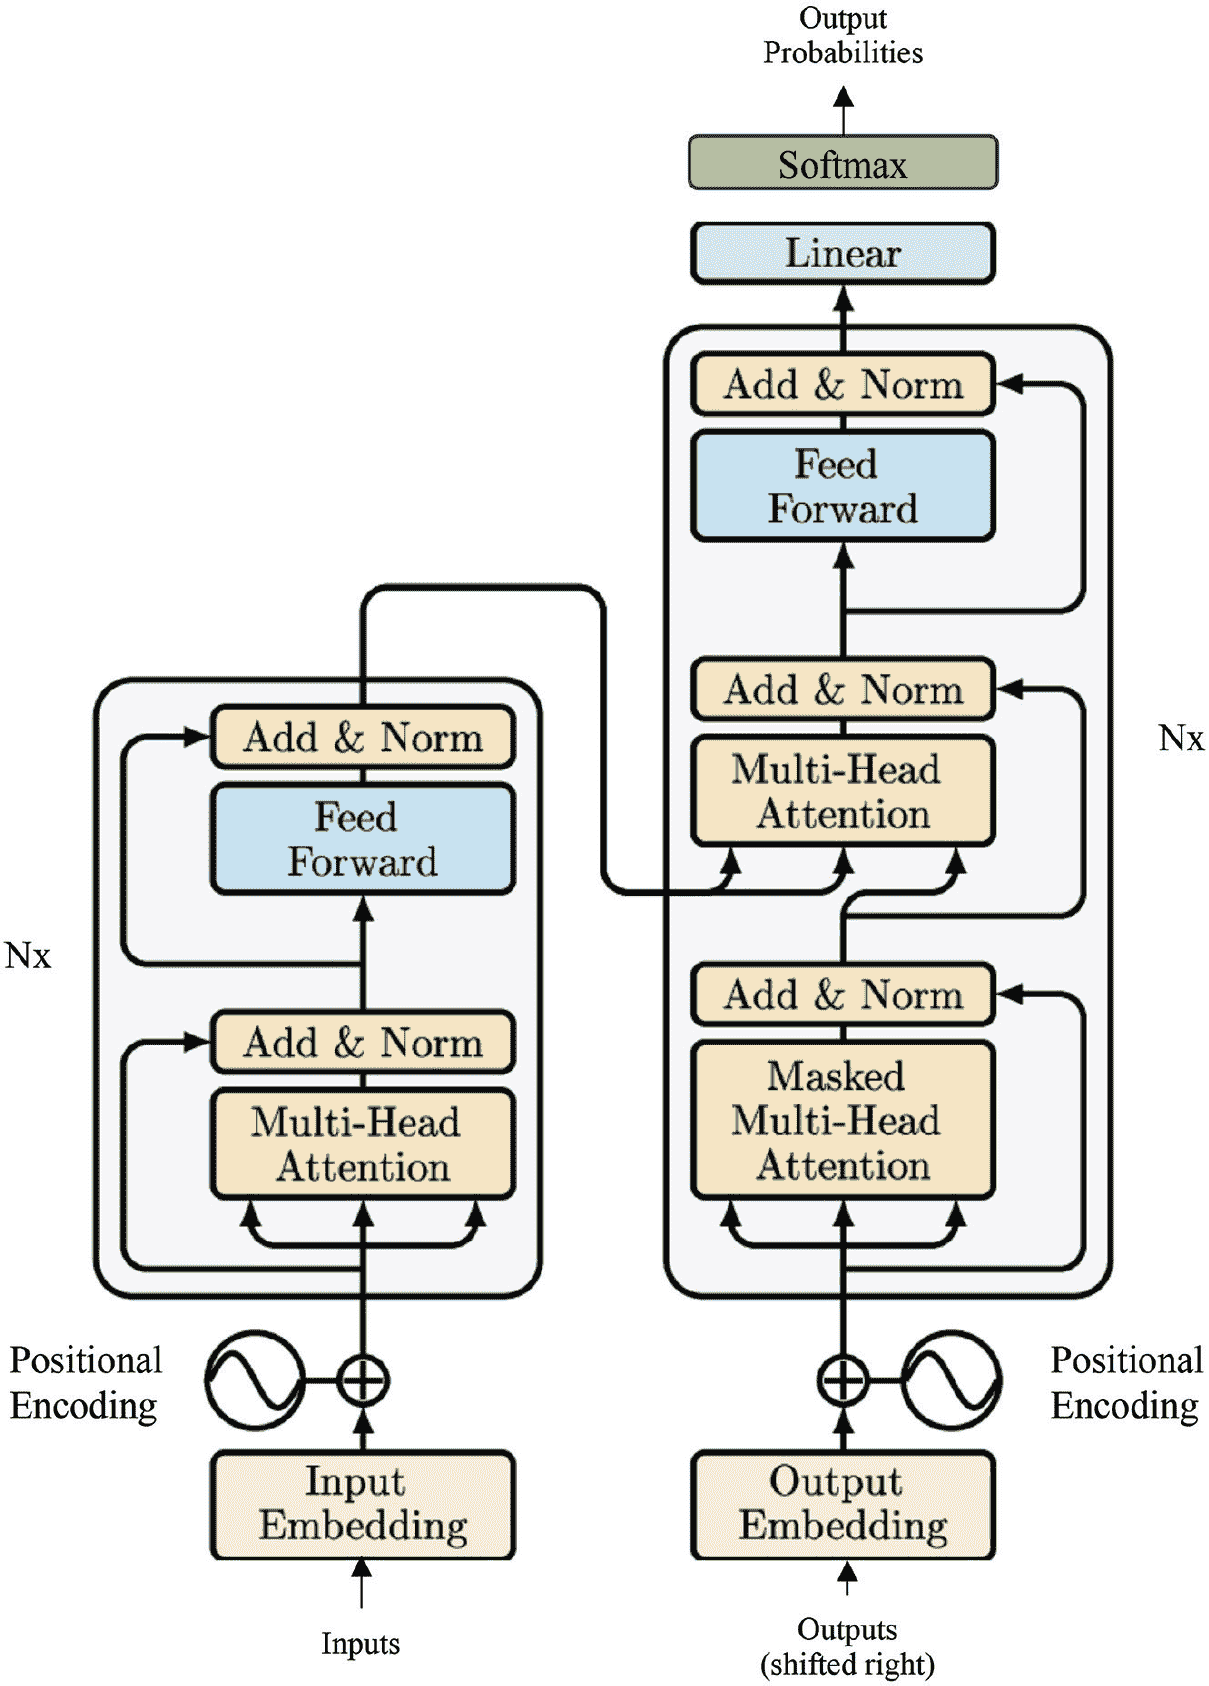 Output
Probabilities
Softmax
Linear
Add & Norm
Feed
Forward
Add & Norm
Multi-Head
Attention
Nx
Add & Norm
Masked
Multi-Head
Attention
Add & Norm
Feed
Forward
Nx
Add & Norm
Multi-Head
Attention
Positional
Encoding
Positional
Encoding
Input
Embedding
Output
Embedding
Inputs
Outputs
(shifted right)